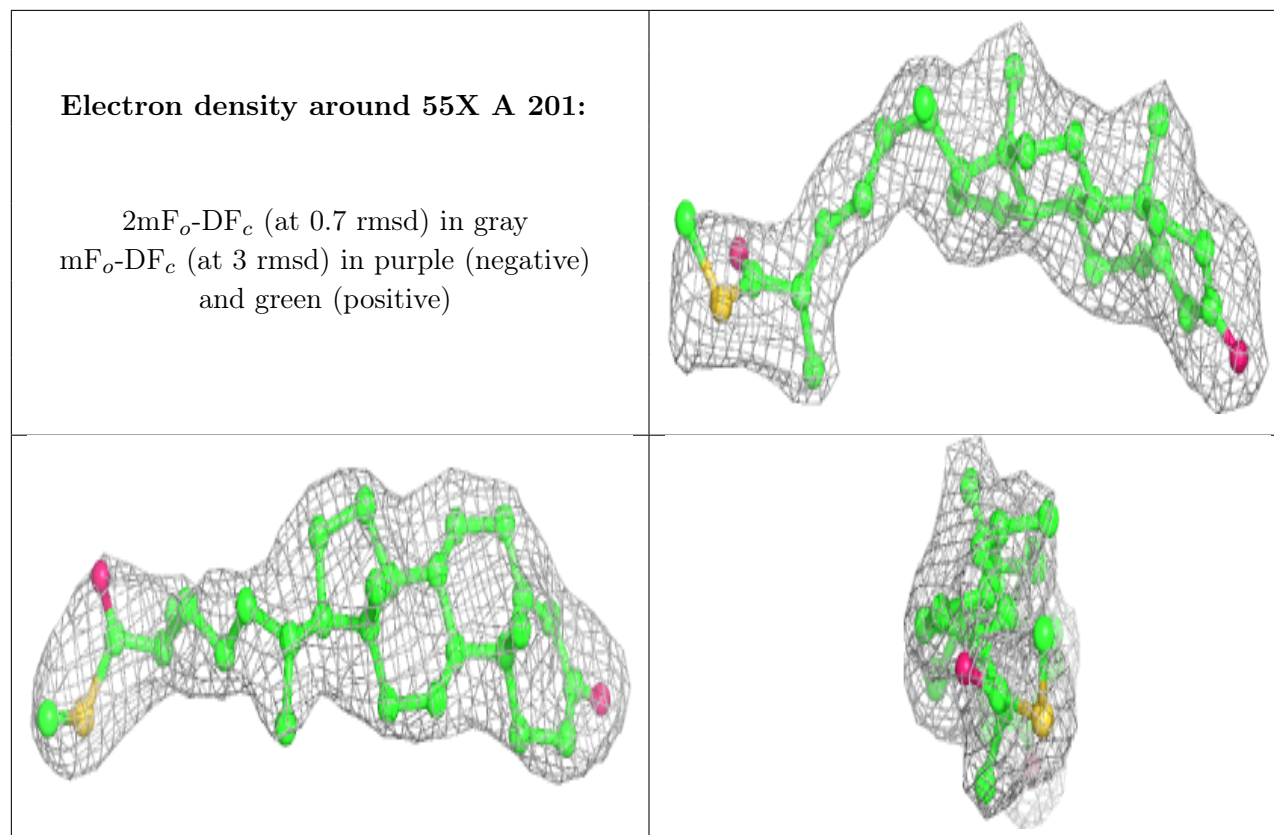 Electron density around 55X A 201:
2mFo-DFc (at 0.7 rmsd) in gray
mFo-DFc (at 3 rmsd) in purple (negative)
and green (positive)